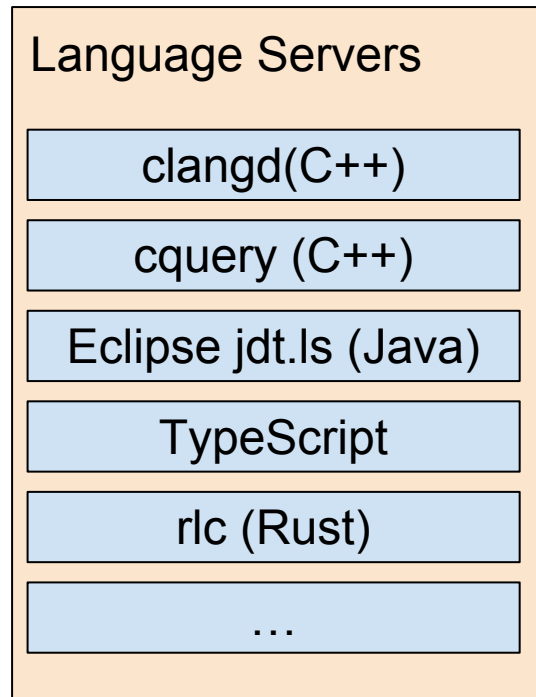 Language Servers
clangd(C++)
cquery (C++)
Eclipse jdt.ls (Java)
TypeScript
rlc (Rust)
…